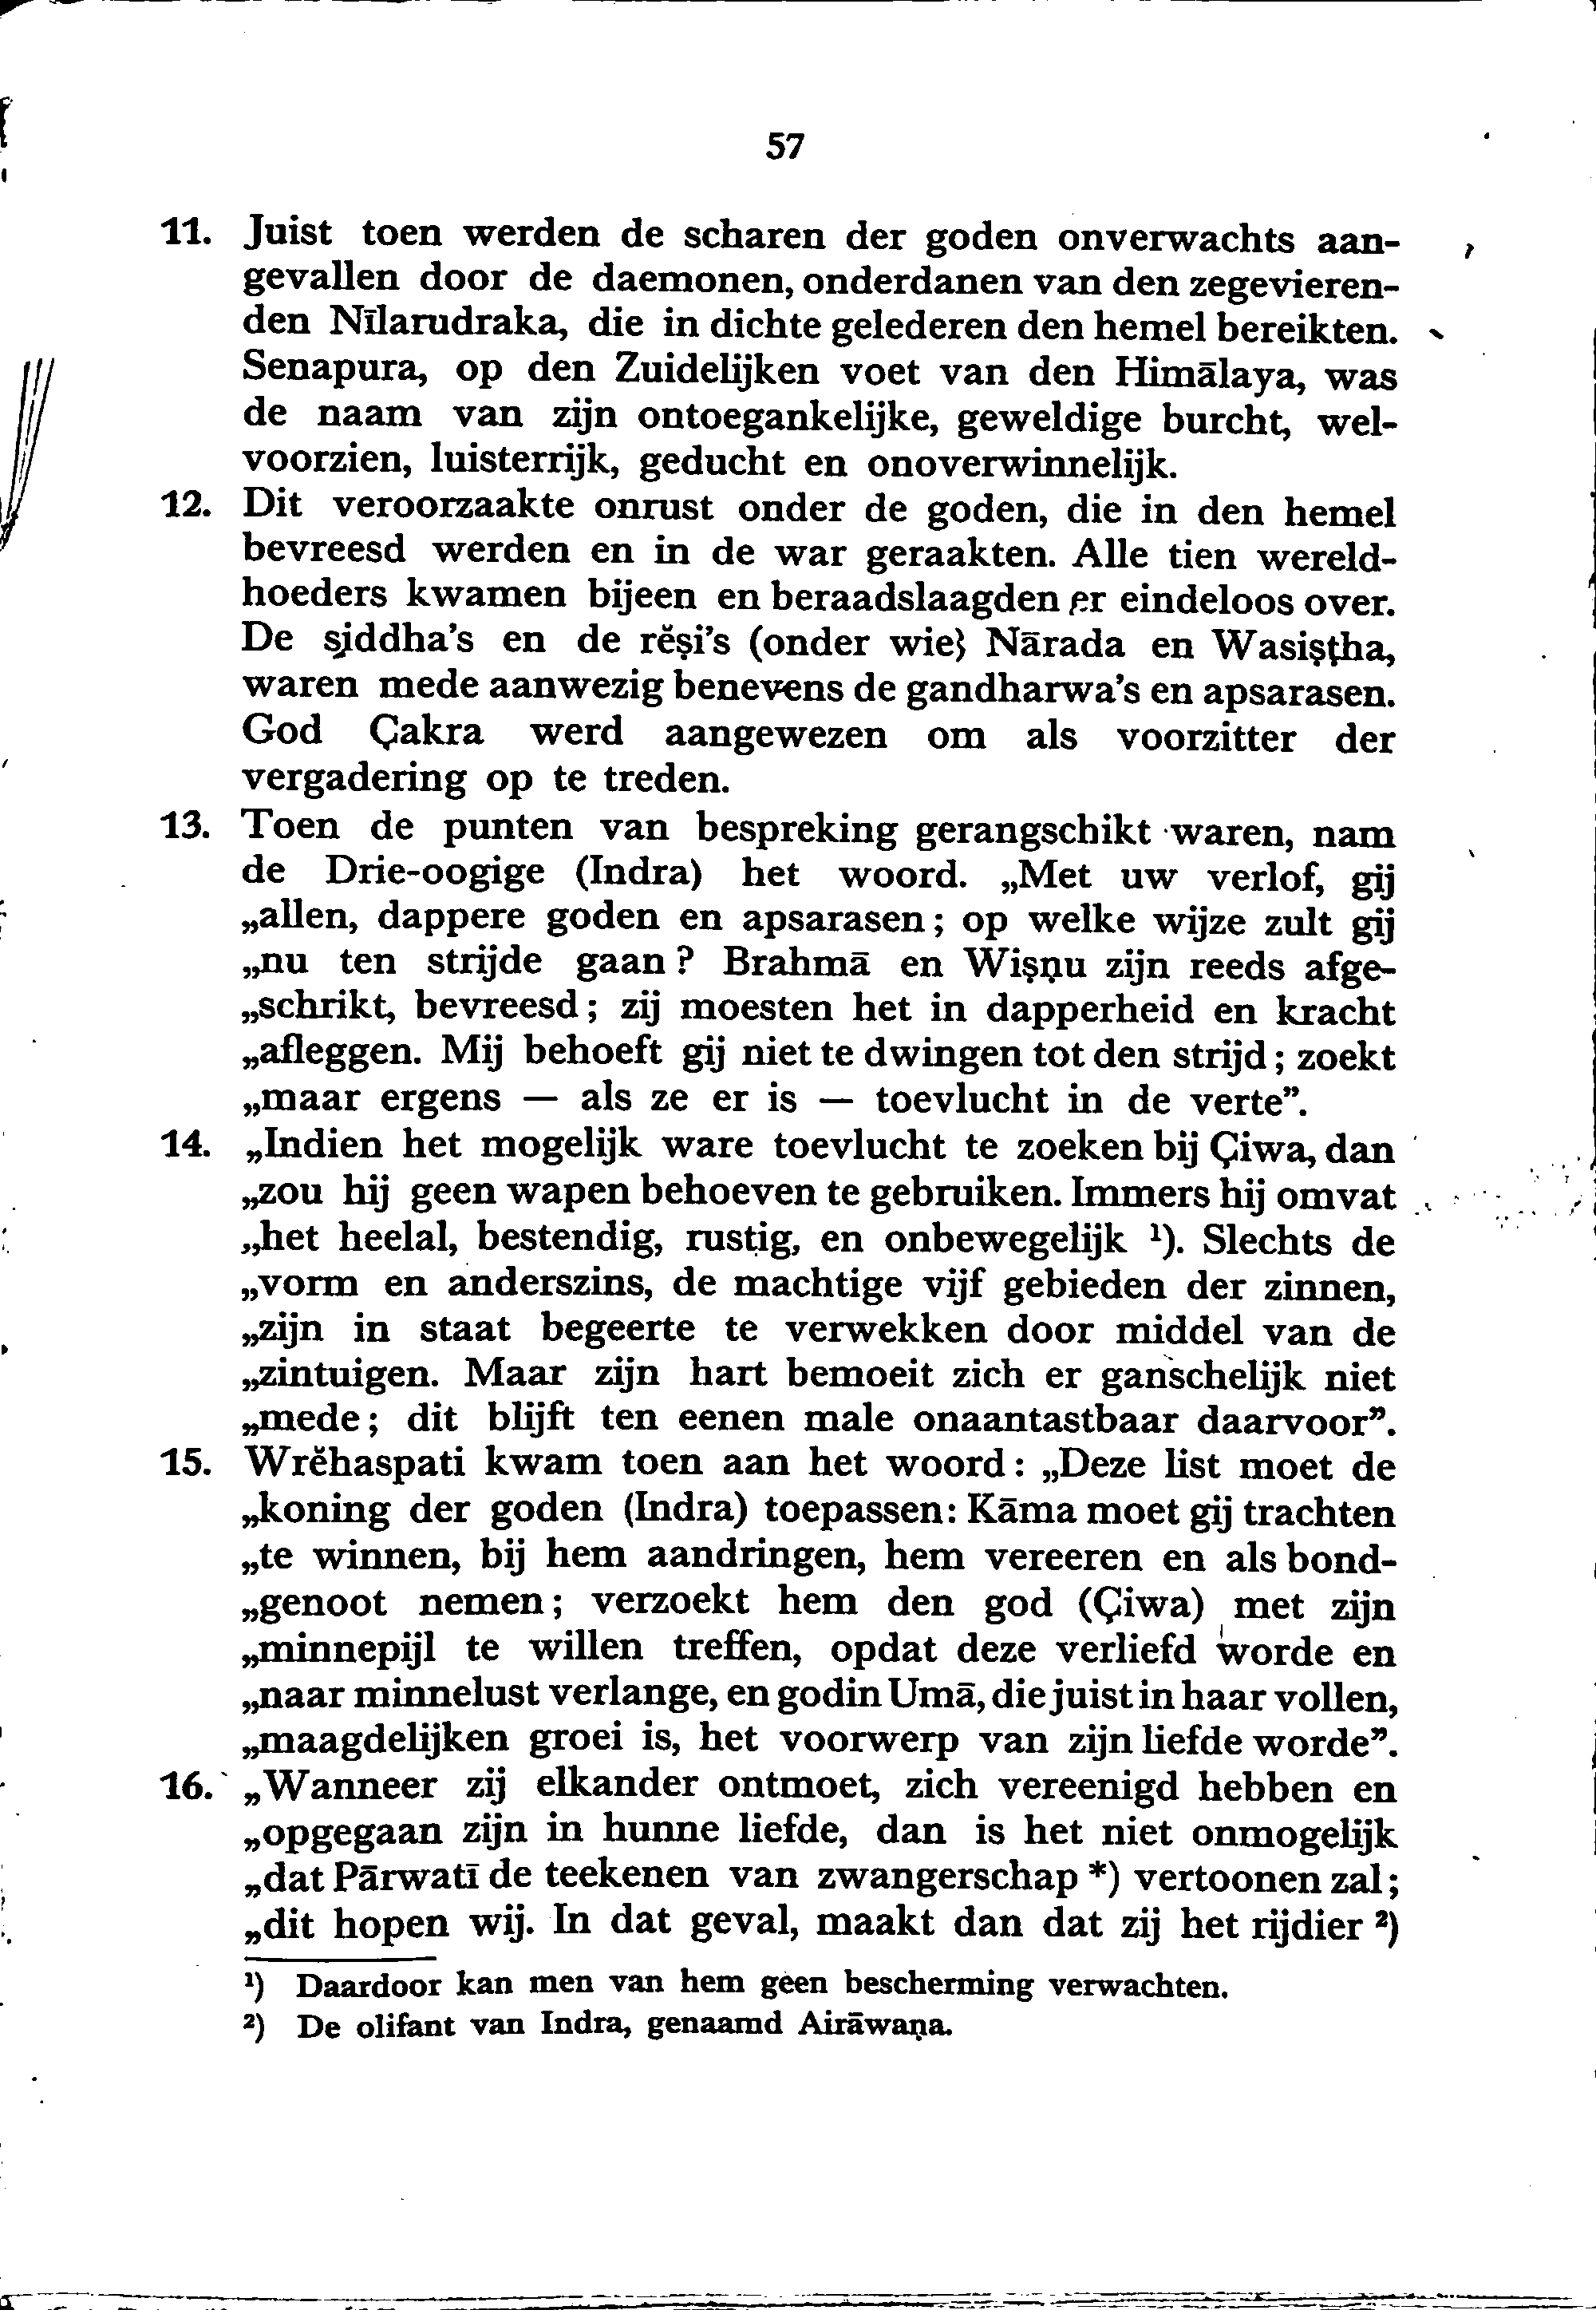 57
11. Juist toen werden de scharen der goden onverwachts aan-
gevallen door de daemonen, onderdanen van den zegevieren-
den Nīlarudraka, die in dichte gelederen den hemel bereikten.
Senapura, op den Zuidelijken voet van den Himālaya, was
de naam van zijn ontoegankelijke, geweldige burcht, wel-
voorzien, luisterrijk, geducht en onoverwinnelijk.
12. Dit veroorzaakte onrust onder de goden, die in den hemel
bevreesd werden en in de war geraakten. Alle tien wereld-
hoeders kwamen bijeen en beraadslaagden er eindeloos over.
De siddha's en de rĕṣi's (onder wie) Nārada en Wasiṣṭha,
waren mede aanwezig benevens de gandharwa's en apsarasen.
God Çakra werd aangewezen om als voorzitter der
vergadering op te treden.
13. Toen de punten van bespreking gerangschikt waren, nam
de Drie-oogige (Indra) het woord. „Met uw verlof, gij
„allen, dappere goden en apsarasen; op welke wijze zult gij
„nu ten strijde gaan? Brahmā en Wiṣṇu zijn reeds afge-
„schrikt, bevreesd; zij moesten het in dapperheid en kracht
„afleggen. Mij behoeft gij niet te dwingen tot den strijd; zoekt
„maar ergens — als ze er is — toevlucht in de verte”.
14. „Indien het mogelijk ware toevlucht te zoeken bij Çiwa, dan
„zou hij geen wapen behoeven te gebruiken. Immers hij omvat
„het heelal, bestendig, rustig, en onbewegelijk ¹). Slechts de
„vorm en anderszins, de machtige vijf gebieden der zinnen,
„zijn in staat begeerte te verwekken door middel van de
„zintuigen. Maar zijn hart bemoeit zich er ganschelijk niet
„mede; dit blijft ten eenen male onaantastbaar daarvoor”.
15. Wrĕhaspati kwam toen aan het woord: „Deze list moet de
„koning der goden (Indra) toepassen: Kāma moet gij trachten
„te winnen, bij hem aandringen, hem vereeren en als bond-
„genoot nemen; verzoekt hem den god (Çiwa) met zijn
„minnepijl te willen treffen, opdat deze verliefd worde en
„naar minnelust verlange, en godin Umā, die juist in haar vollen,
„maagdelijken groei is, het voorwerp van zijn liefde worde”.
16. „Wanneer zij elkander ontmoet, zich vereenigd hebben en
„opgegaan zijn in hunne liefde, dan is het niet onmogelijk
„dat Pārwatī de teekenen van zwangerschap *) vertoonen zal;
„dit hopen wij. In dat geval, maakt dan dat zij het rijdier ²)
¹) Daardoor kan men van hem geen bescherming verwachten.
²) De olifant van Indra, genaamd Airāwaṇa.